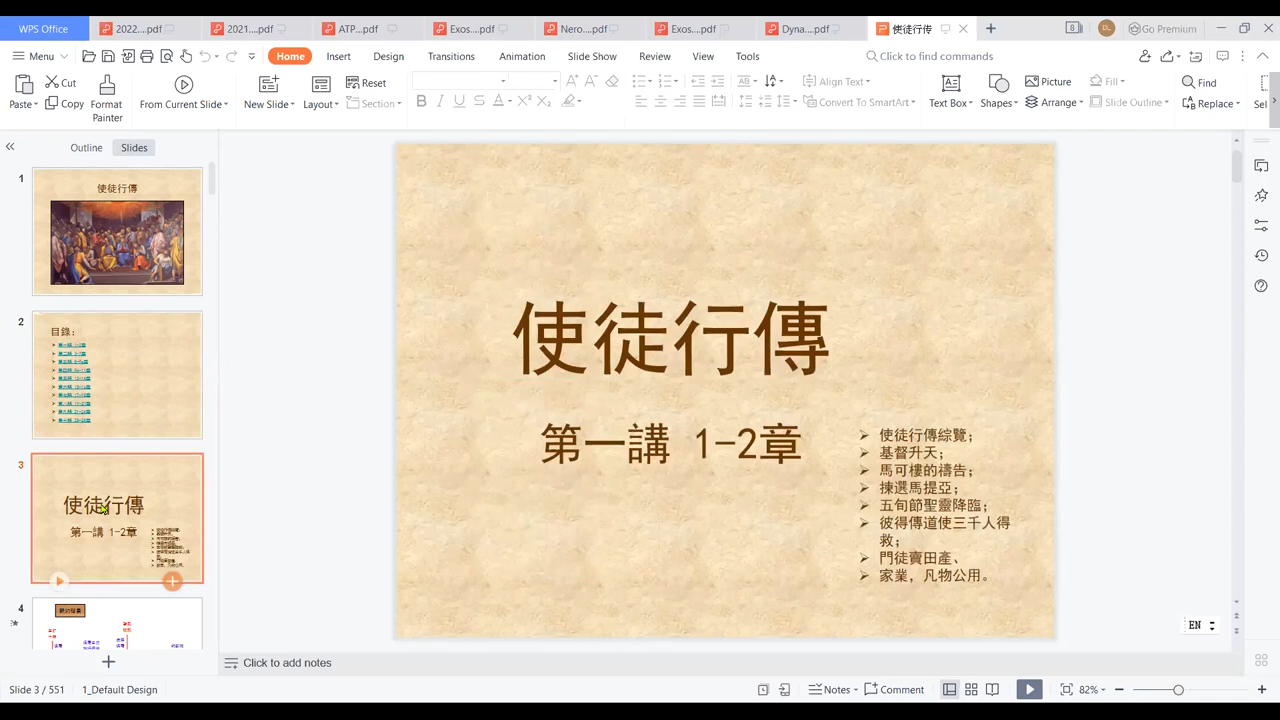 WPS Office
2022....pdf
2021....pdf
ATP...pdf
Exos....pdf
Nero....pdf
Exos....pdf
Dyna....pdf
使徒行传
Go Premium
Menu
Home
Insert
Design
Transitions
Slide Show
Review
View
Tools
Click to find commands
Cut
Copy
Format
Painter
From Current Slide
New Slide
Layout
Reset
Section
Align Text
Convert To SmartArt
Text Box
Shapes
Picture
Arrange
Fill
Slide Outline
Find
Replace
Sel
Outline
Slides
1
使徒行傳
2
目錄:
3
使徒行傳
第一講 1-2章
4
使徒行傳
第一講 1-2章
使徒行傳綜覽;
基督升天;
馬可樓的禱告;
揀選馬提亞;
五旬節聖靈降臨;
彼得傳道使三千人得
救;
門徒賣田產、
家業，凡物公用。
EN
Click to add notes
Slide 3 / 551
1_Default Design
Notes
Comment
82%